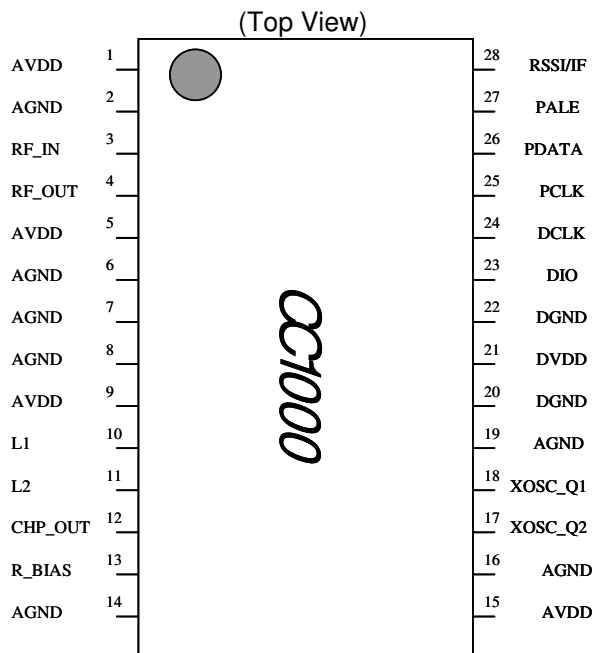 (Top View)
AVDD 1 28 RSSI/IF
AGND 2 27 PALE
RF_IN 3 26 PDATA
RF_OUT 4 25 PCLK
AVDD 5 24 DCLK
AGND 6 23 DIO
AGND 7 22 DGND
AGND 8 21 DVDD
AVDD 9 20 DGND
L1 10 19 AGND
L2 11 18 XOSC_Q1
CHP_OUT 12 17 XOSC_Q2
R_BIAS 13 16 AGND
AGND 14 15 AVDD
CC1000